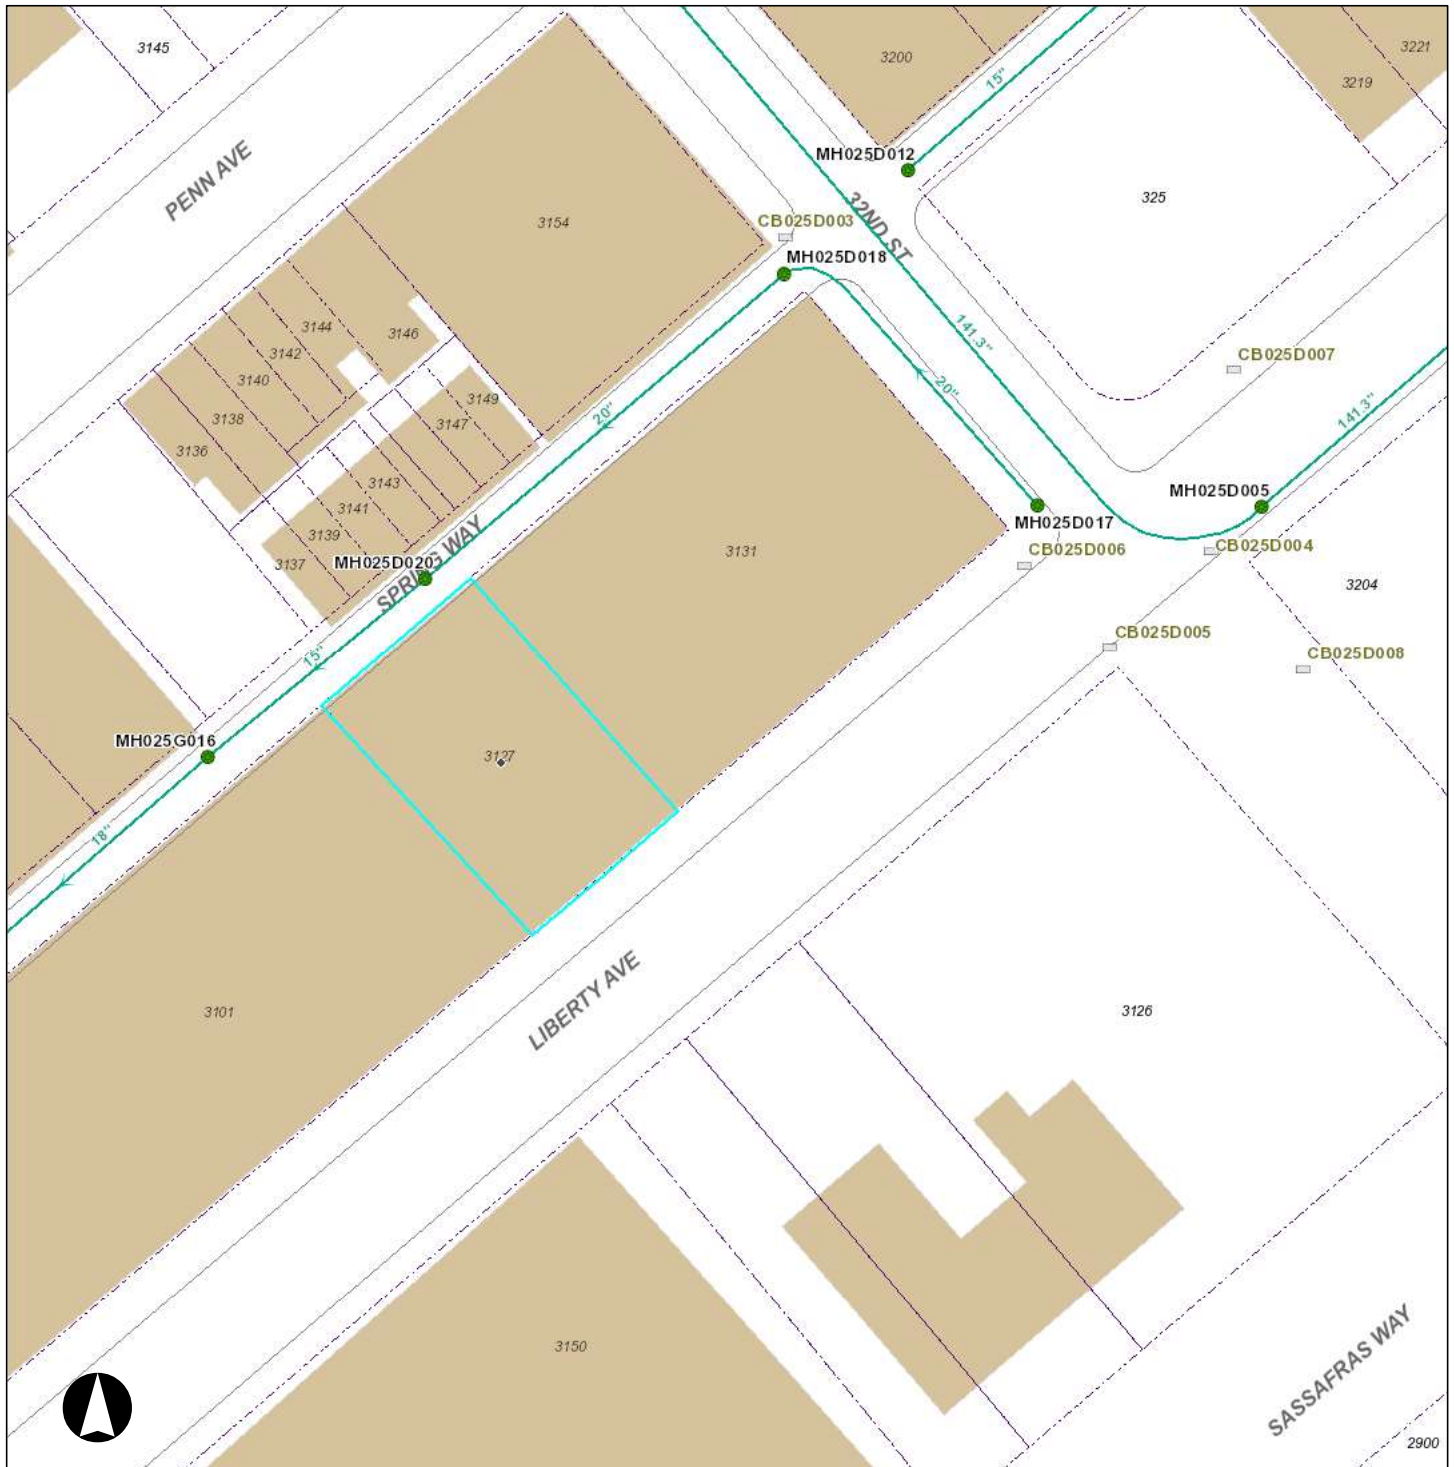 3145
3200
3221
3219
15"
MH025D012
PENN AVE
325
32ND ST
3154
CB025D003
MH025D018
3144
3146
3142
141.3"
CB025D007
3140
20"
3149
3138
20"
3147
141.3"
3136
3143
MH025D005
3141
MH025D017
3139
CB025D004
3131
CB025D006
3137
MH025D020
SPRING WAY
3204
CB025D005
15"
CB025D008
MH025G016
3127
18"
LIBERTY AVE
3101
3126
3150
SASSAFRAS WAY
2900